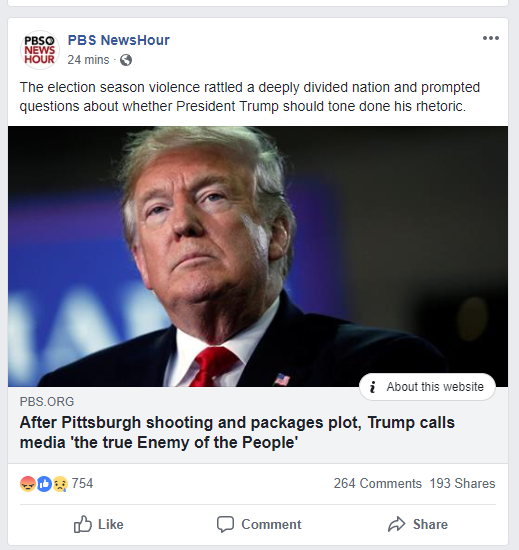 PBS
NEWS
HOUR
PBS NewsHour
24 mins ·
The election season violence rattled a deeply divided nation and prompted
questions about whether President Trump should tone done his rhetoric.
i About this website
PBS.ORG
After Pittsburgh shooting and packages plot, Trump calls
media 'the true Enemy of the People'
754
264 Comments 193 Shares
Like Comment Share